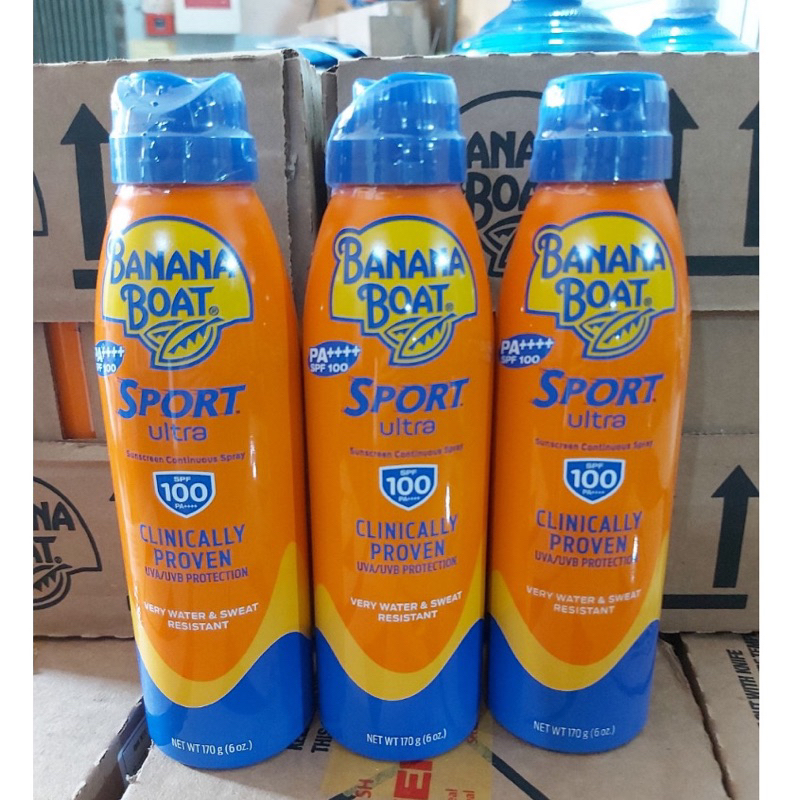 BANANA
BOAT®
PA++++
SPF 100
SPORT
ultra
Sunscreen Continuous Spray
SPF
100
PA++++
CLINICALLY
PROVEN
UVA/UVB PROTECTION
VERY WATER & SWEAT
RESISTANT
NET WT 170 g (6 oz.)
BANANA
BOAT®
PA++++
SPF 100
SPORT
ultra
Sunscreen Continuous Spray
SPF
100
PA++++
CLINICALLY
PROVEN
UVA/UVB PROTECTION
VERY WATER & SWEAT
RESISTANT
NET WT 170 g (6 oz.)
BANANA
BOAT®
PA++++
SPF 100
SPORT
ultra
Sunscreen Continuous Spray
SPF
100
PA++++
CLINICALLY
PROVEN
UVA/UVB PROTECTION
VERY WATER & SWEAT
RESISTANT
NET WT 170 g (6 oz.)